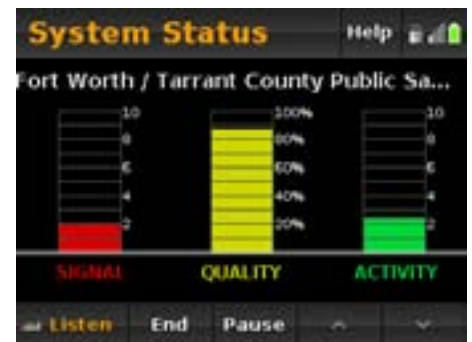 System Status Help
Fort Worth / Tarrant County Public Sa...
10 100% 10
8 80% 8
6 60% 6
4 40% 4
2 20% 2
SIGNAL QUALITY ACTIVITY
Listen End Pause